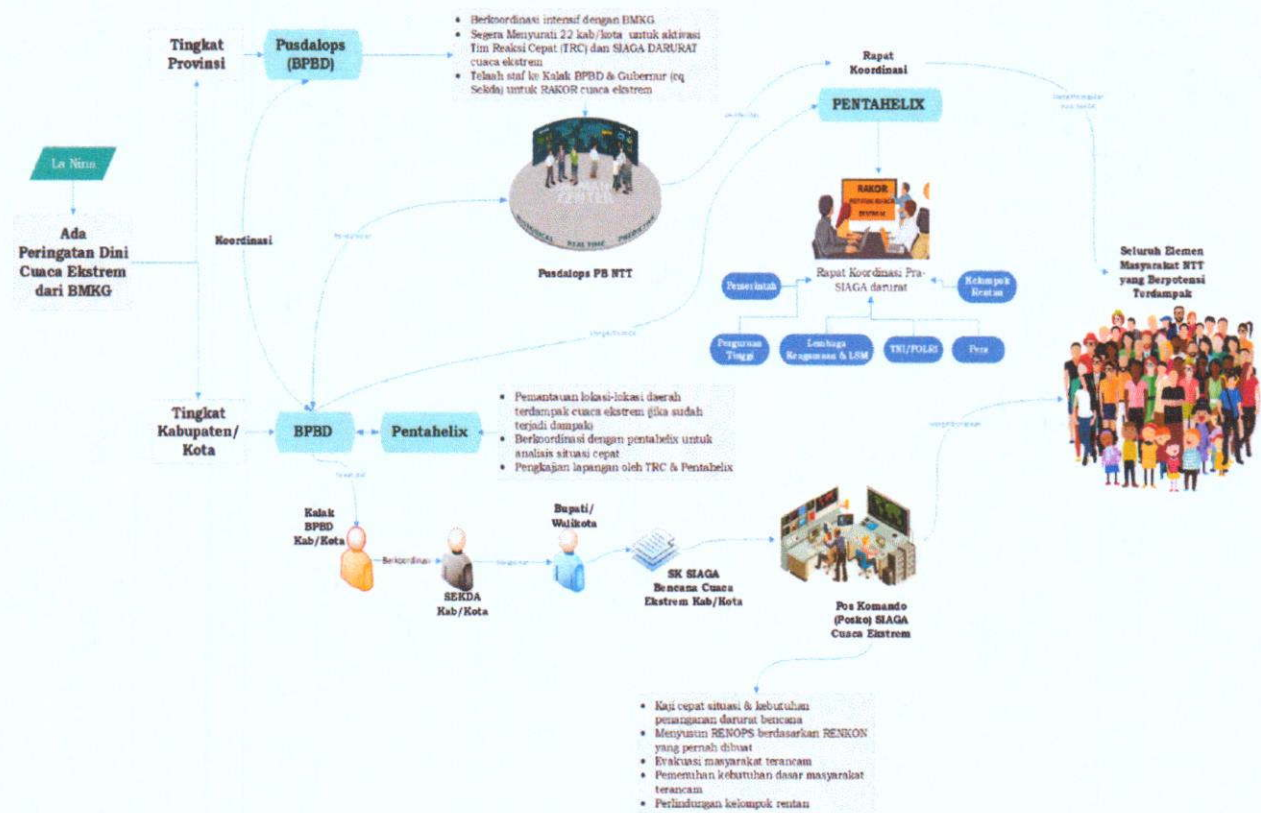 Tingkat
Provinsi
Pusdalops
(BPBD)
• Berkoordinasi intensif dengan BMKG
• Segera Menyurati 22 kab/kota untuk aktivasi
Tim Reaksi Cepat (TRC) dan SIAGA DARURAT
cuaca ekstrem
• Telaah staf ke Kalak BPBD & Gubernur (cq
Sekda) untuk RAKOR cuaca ekstrem
Rapat
Koordinasi
PENTAHELIX
La Nina
Ada
Peringatan Dini
Cuaca Ekstrem
dari BMKG
Koordinasi
CENTER
HISTORICAL REALTIME PREDICTIVE
Pusdalops PB NTT
RAKOR
EKSTREM
Rapat Koordinasi Pra-
SIAGA darurat
Pemerintah
Kelompok
Rentan
Perguruan
Tinggi
Lembaga
Keagamaan & LSM
TNI/POLRI
Pers
Seluruh Elemen
Masyarakat NTT
yang Berpotensi
Terdampak
Tingkat
Kabupaten/
Kota
BPBD
Pentahelix
• Pemantauan lokasi-lokasi daerah
terdampak cuaca ekstrem (jika sudah
terjadi dampak)
• Berkoordinasi dengan pentahelix untuk
analisis situasi cepat
• Pengkajian lapangan oleh TRC & Pentahelix
Kalak
BPBD
Kab/Kota
Berkoordinasi
SEKDA
Kab/Kota
Bupati/
Walikota
SK SIAGA
Bencana Cuaca
Ekstrem Kab/Kota
Pos Komando
(Posko) SIAGA
Cuaca Ekstrem
• Kaji cepat situasi & kebutuhan
penanganan darurat bencana
• Menyusun RENOPS berdasarkan RENKON
yang pernah dibuat
• Evakuasi masyarakat terancam
• Pemenuhan kebutuhan dasar masyarakat
terancam
• Perlindungan kelompok rentan